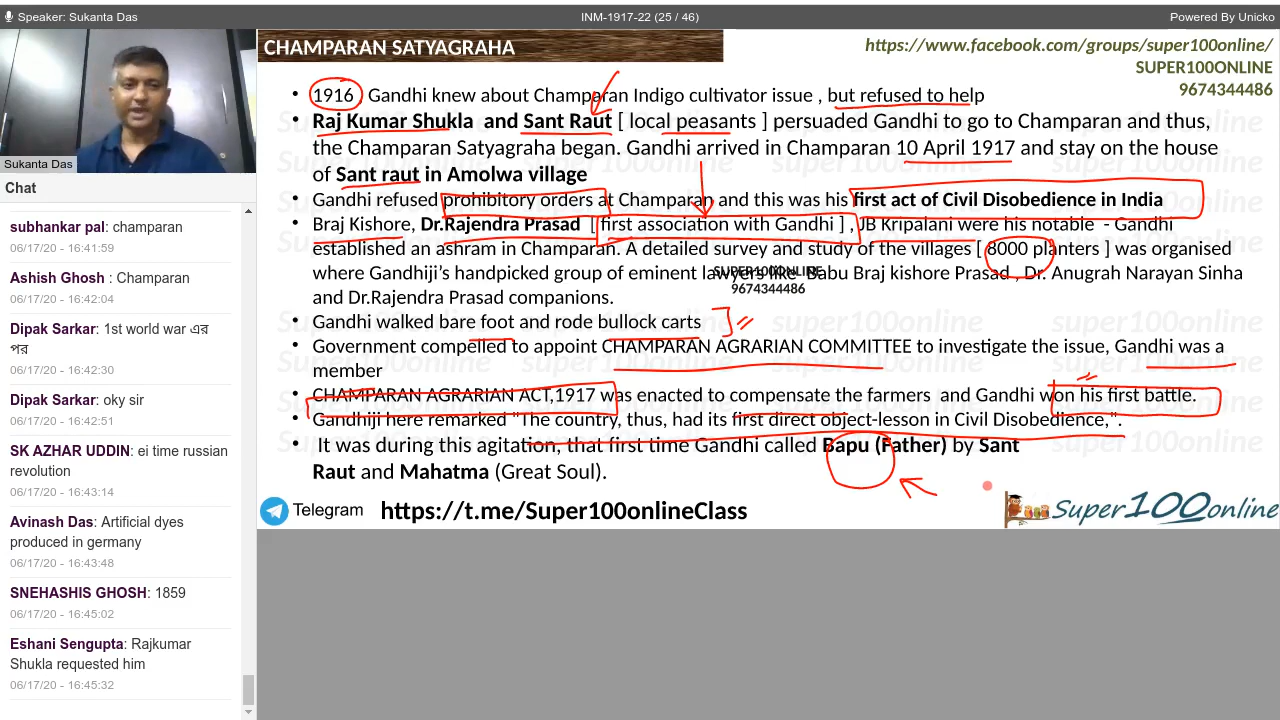 Speaker: Sukanta Das
INM-1917-22 (25 / 46)
Powered By Unicko
Sukanta Das
Chat
subhankar pal: champaran
06/17/20 - 16:41:59
Ashish Ghosh : Champaran
06/17/20 - 16:42:04
Dipak Sarkar: 1st world war এর
পর
06/17/20 - 16:42:30
Dipak Sarkar: oky sir
06/17/20 - 16:42:51
SK AZHAR UDDIN: ei time russian
revolution
06/17/20 - 16:43:14
Avinash Das: Artificial dyes
produced in germany
06/17/20 - 16:43:48
SNEHASHIS GHOSH: 1859
06/17/20 - 16:45:02
Eshani Sengupta: Rajkumar
Shukla requested him
06/17/20 - 16:45:32
CHAMPARAN SATYAGRAHA
https://www.facebook.com/groups/super100online/
SUPER100ONLINE
9674344486
• 1916 Gandhi knew about Champaran Indigo cultivator issue , but refused to help
• Raj Kumar Shukla and Sant Raut [ local peasants ] persuaded Gandhi to go to Champaran and thus,
the Champaran Satyagraha began. Gandhi arrived in Champaran 10 April 1917 and stay on the house
of Sant raut in Amolwa village
• Gandhi refused prohibitory orders at Champaran and this was his first act of Civil Disobedience in India
• Braj Kishore, Dr.Rajendra Prasad [ first association with Gandhi ] , JB Kripalani were his notable - Gandhi
established an ashram in Champaran. A detailed survey and study of the villages [ 8000 planters ] was organised
where Gandhiji's handpicked group of eminent lawyers like Babu Braj kishore Prasad , Dr. Anugrah Narayan Sinha
and Dr.Rajendra Prasad companions.
SUPER100ONLINE
9674344486
• Gandhi walked bare foot and rode bullock carts
• Government compelled to appoint CHAMPARAN AGRARIAN COMMITTEE to investigate the issue, Gandhi was a
member
• CHAMPARAN AGRARIAN ACT,1917 was enacted to compensate the farmers and Gandhi won his first battle.
• Gandhiji here remarked "The country, thus, had its first direct object-lesson in Civil Disobedience,".
• It was during this agitation, that first time Gandhi called Bapu (Father) by Sant
Raut and Mahatma (Great Soul).
Telegram https://t.me/Super100onlineClass
Super100online